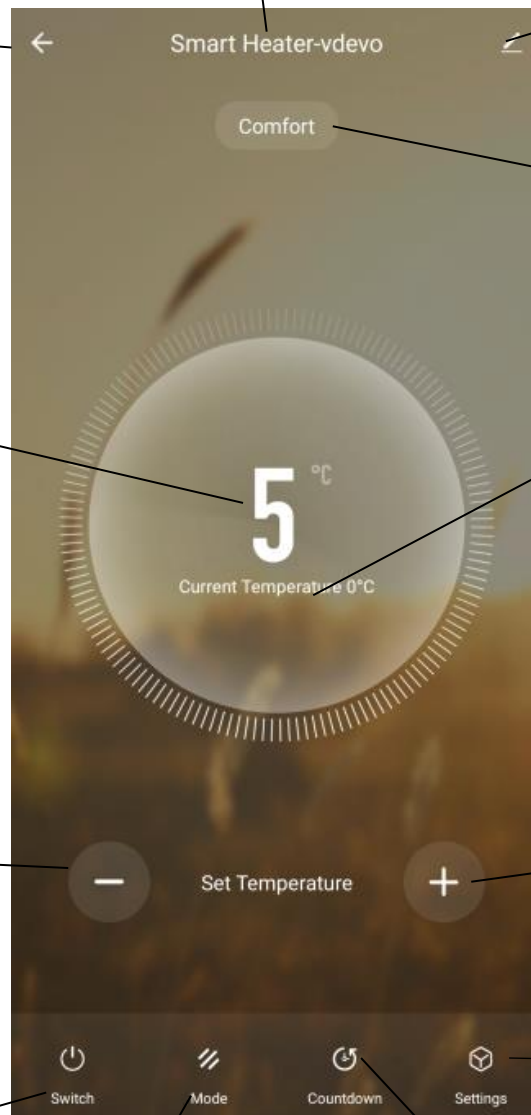 Smart Heater-vdevo
Comfort
5 °C
Current Temperature 0°C
Set Temperature
Switch Mode Countdown Settings